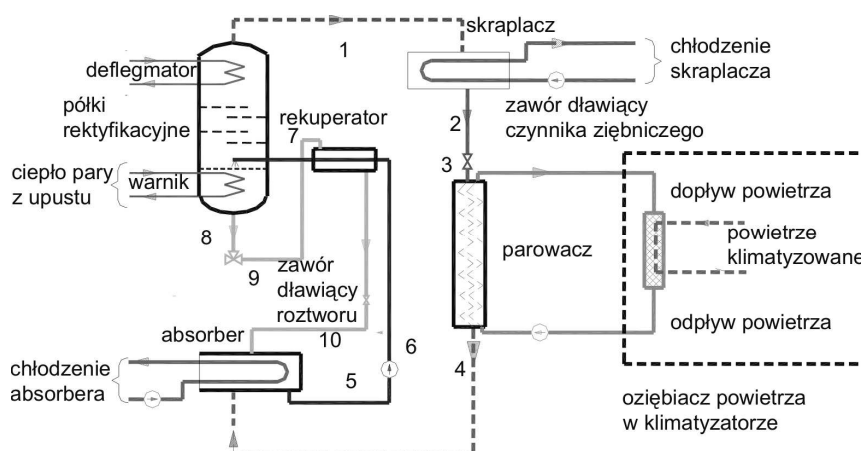 skraplacz
1
chłodzenie
skraplacza
deflegmator
półki
rektyfikacyjne
rekuperator
7
2
zawór dławiący
czynnika ziębniczego
3
ciepło pary
z upustu
warnik
dopływ powietrza
8
9
zawór
dławiący
roztworu
parowacz
powietrze
klimatyzowane
absorber
10
6
odpływ powietrza
chłodzenie
absorbera
5
4
oziębiacz powietrza
w klimatyzatorze